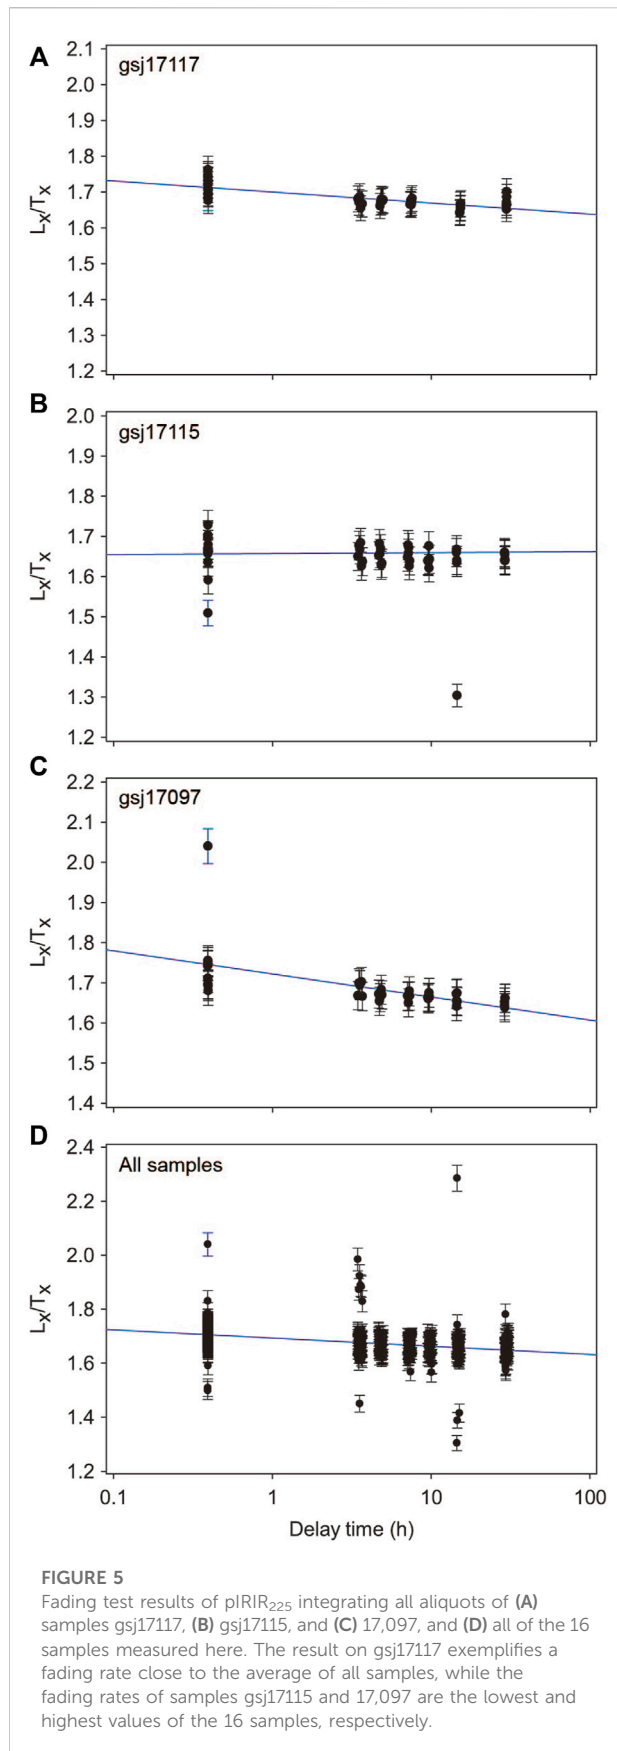 A
gsj17117
2.1
2.0
1.8
1.7
1.6
1.5
1.4
1.3
1.2
Lx/Tx
B
gsj17115
2.0
1.9
1.7
1.6
1.5
1.4
1.3
1.2
Lx/Tx
C
gsj17097
2.2
2.1
2.0
1.9
1.8
1.7
1.6
1.5
1.4
Lx/Tx
D
All samples
2.4
2.2
2.0
1.8
1.6
1.4
1.2
Lx/Tx
0.1 1 10 100
Delay time (h)
FIGURE 5
Fading test results of pIRIR225 integrating all aliquots of (A)
samples gsj17117, (B) gsj17115, and (C) 17,097, and (D) all of the 16
samples measured here. The result on gsj17117 exemplifies a
fading rate close to the average of all samples, while the
fading rates of samples gsj17115 and 17,097 are the lowest and
highest values of the 16 samples, respectively.